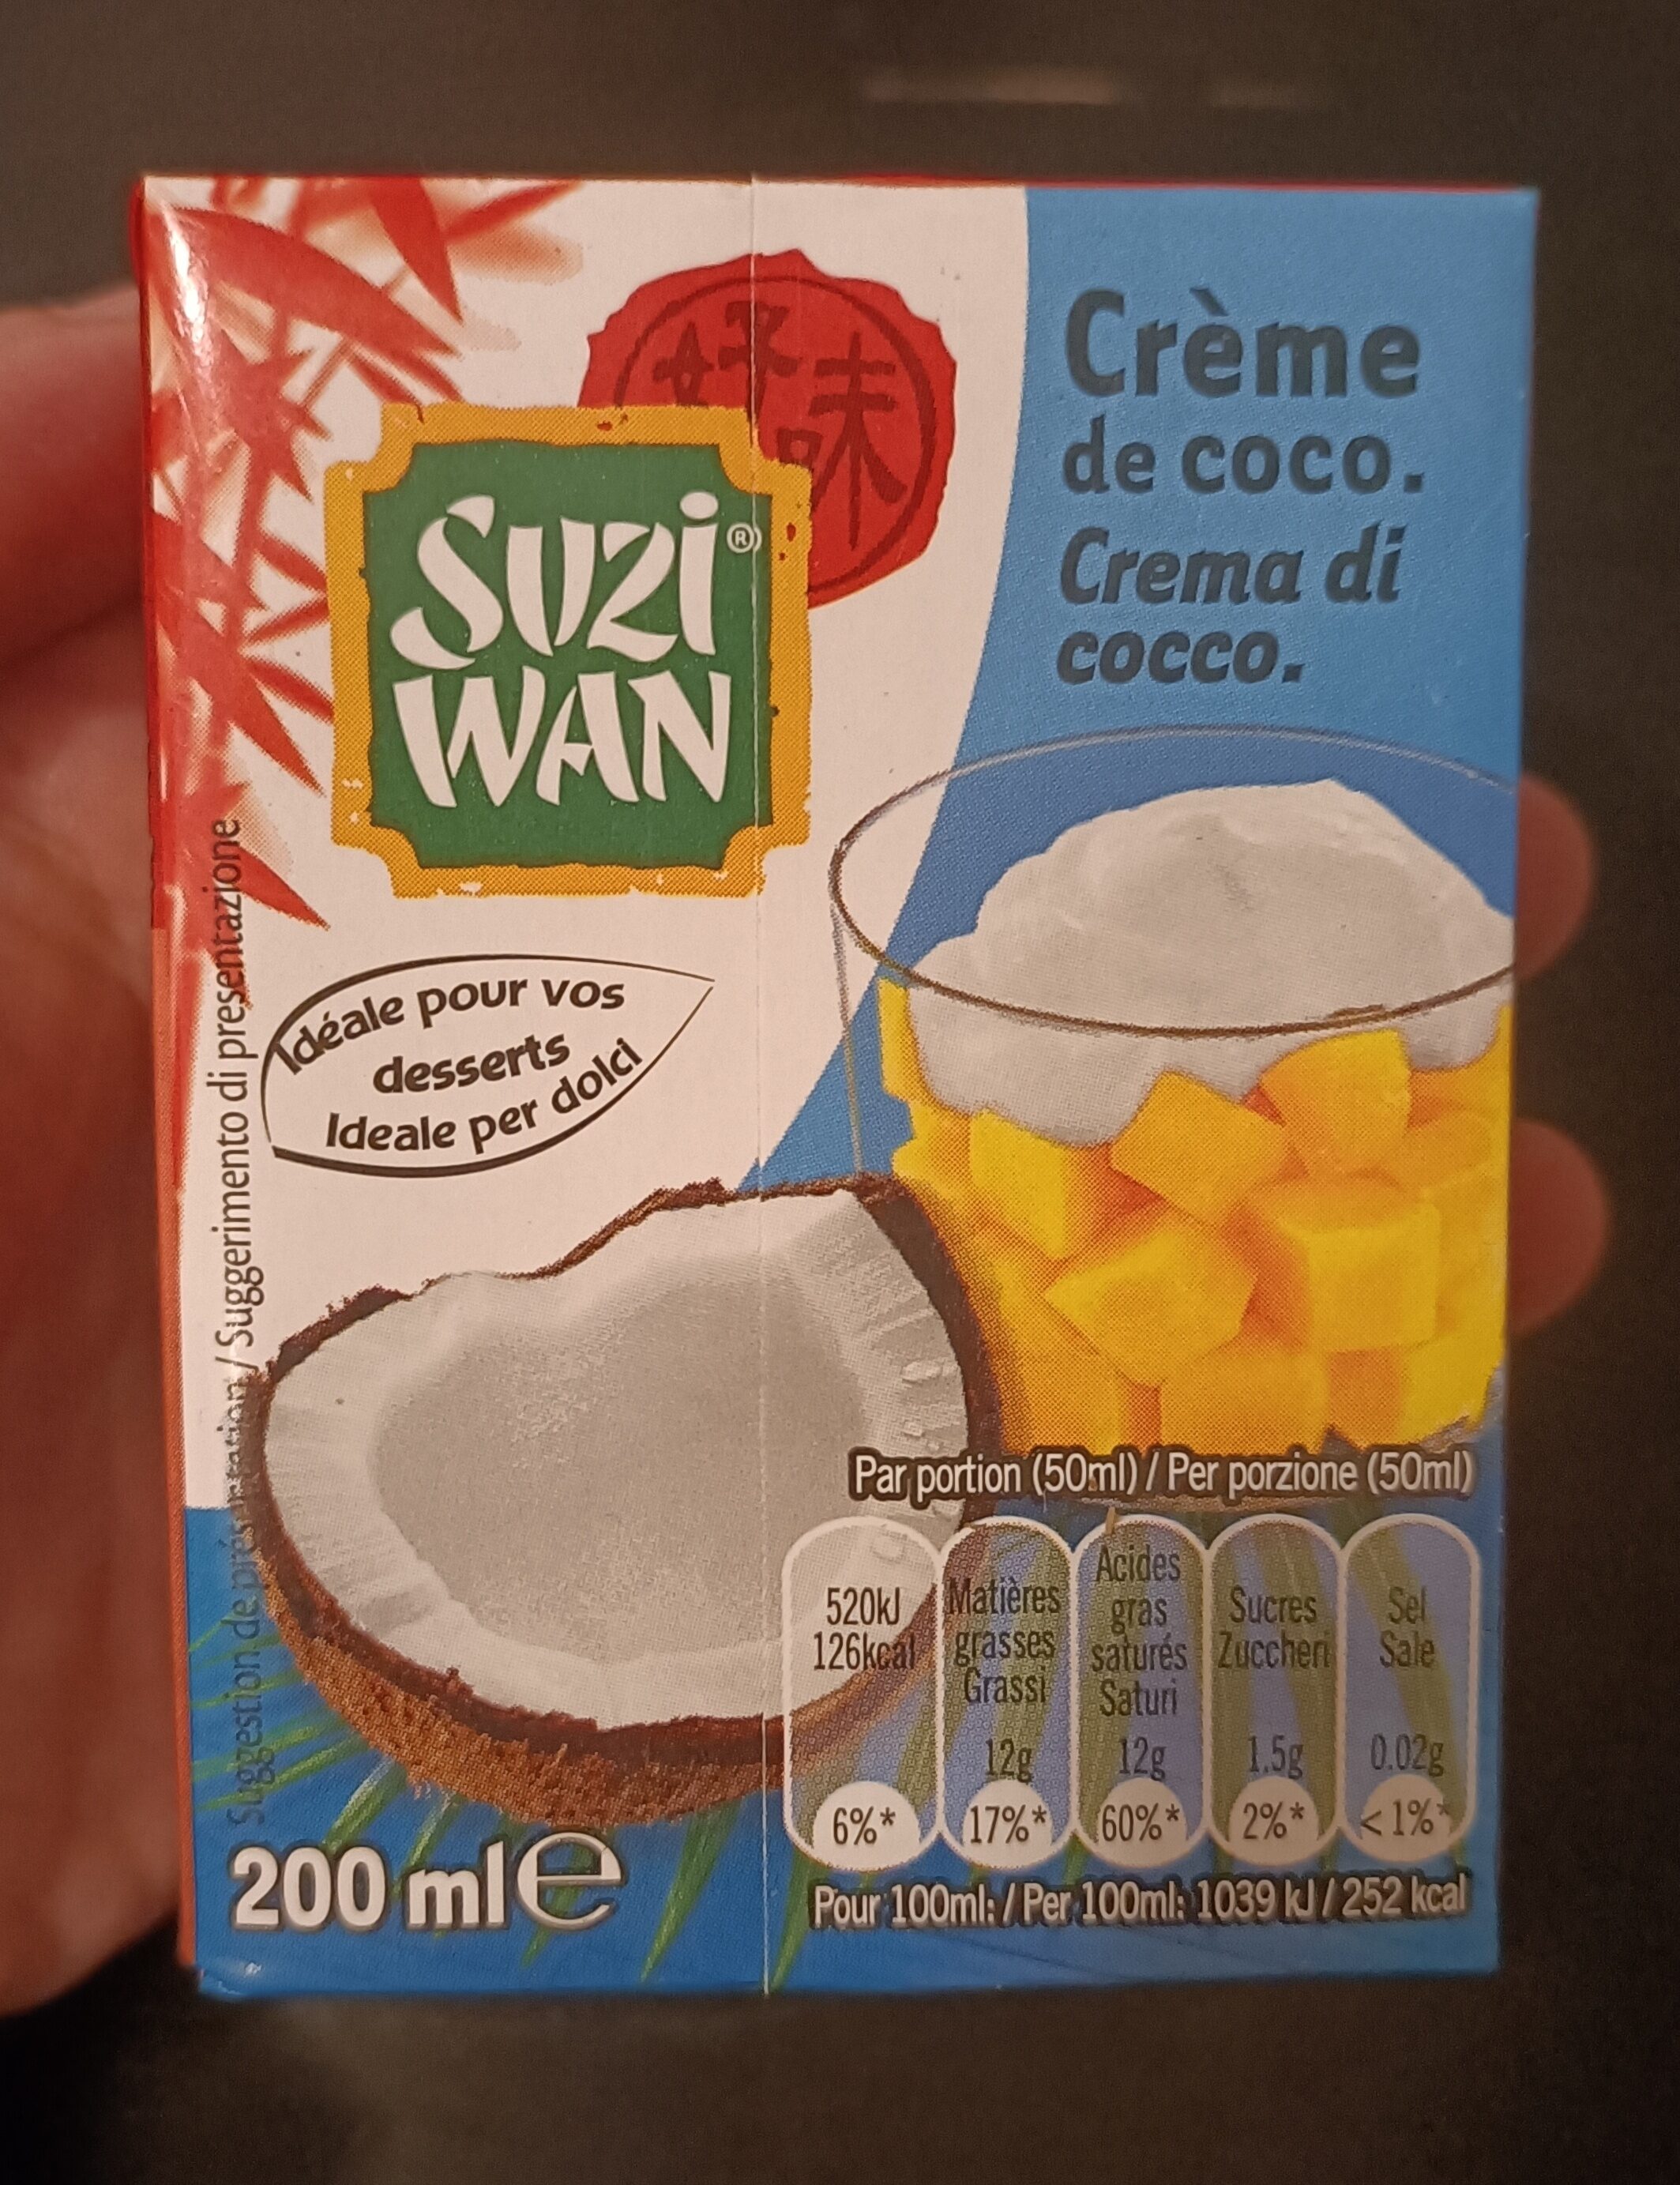 好味
SUZI®
WAN
Crème
de coco.
Crema di
cocco.
Idéale pour vos
desserts
Ideale per dolci
Suggestion de présentation / Suggerimento di presentazione
Par portion (50ml) / Per porzione (50ml)
520kJ
126kcal
6%*
Matières
grasses
Grassi
12g
17%*
Acides
gras
saturés
Saturi
12g
60%*
Sucres
Zuccheri
1.5g
2%*
Sel
Sale
0.02g
<1%*
Pour 100ml: / Per 100ml: 1039 kJ / 252 kcal
200 ml e